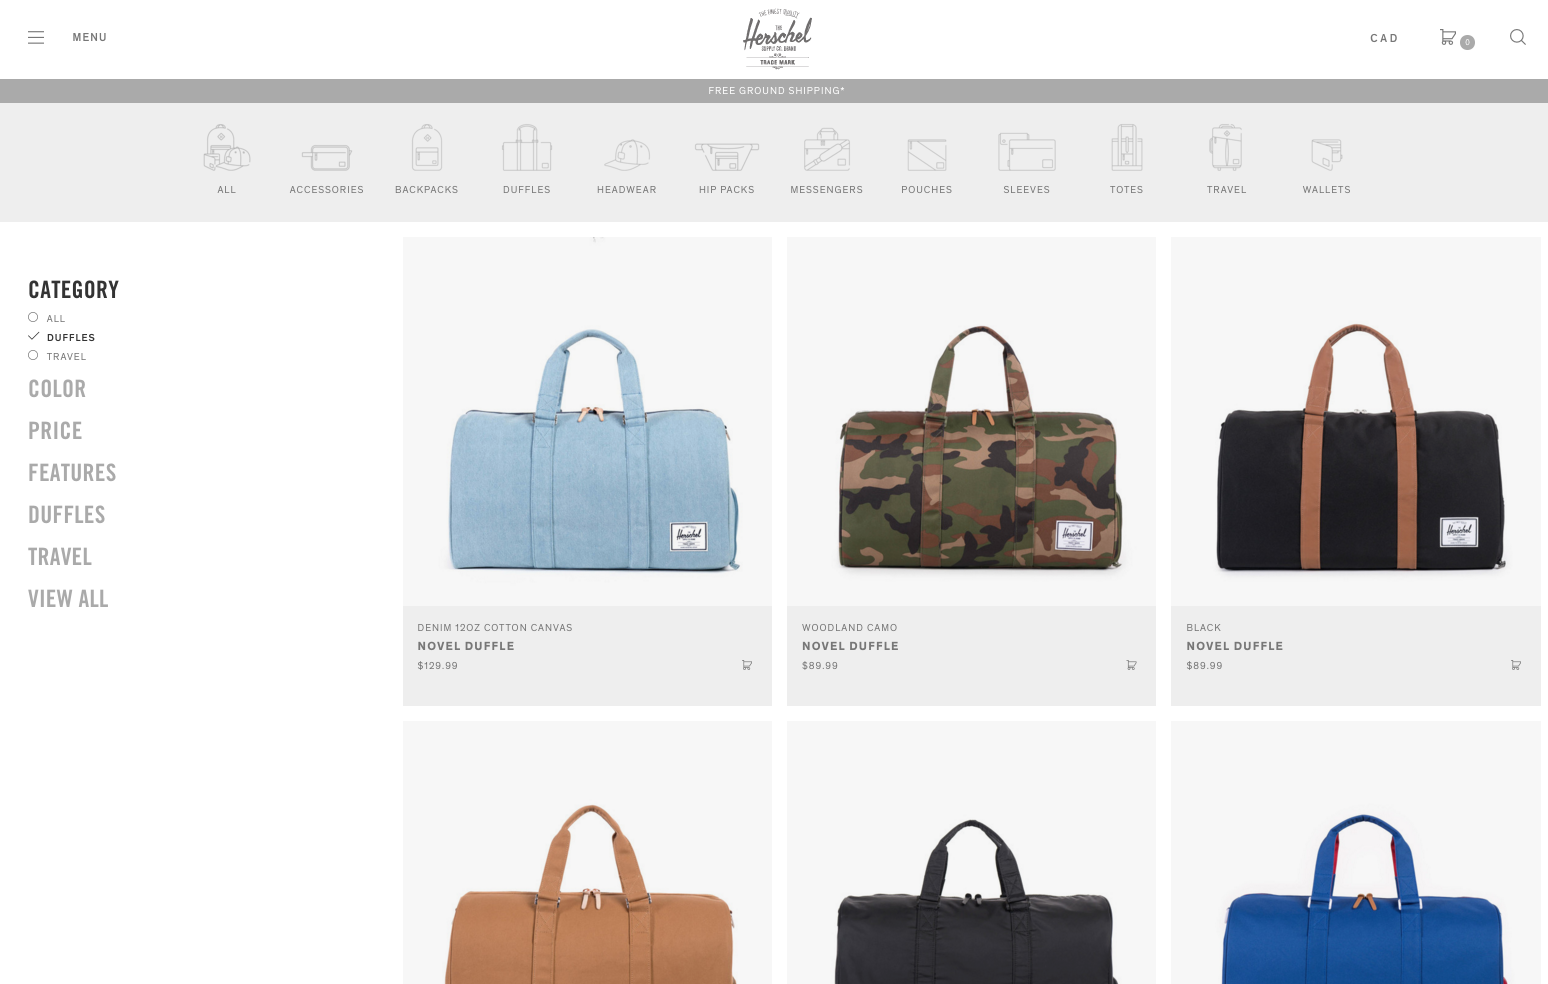 MENU
THE FINEST QUALITY
THE
Herschel
SUPPLY CO. BRAND
TRADE MARK
CAD
0
FREE GROUND SHIPPING*
ALL
ACCESSORIES
BACKPACKS
DUFFLES
HEADWEAR
HIP PACKS
MESSENGERS
POUCHES
SLEEVES
TOTES
TRAVEL
WALLETS
CATEGORY
ALL
DUFFLES
TRAVEL
COLOR
PRICE
FEATURES
DUFFLES
TRAVEL
VIEW ALL
Herschel
DENIM 12OZ COTTON CANVAS
NOVEL DUFFLE
$129.99
Herschel
WOODLAND CAMO
NOVEL DUFFLE
$89.99
Herschel
BLACK
NOVEL DUFFLE
$89.99